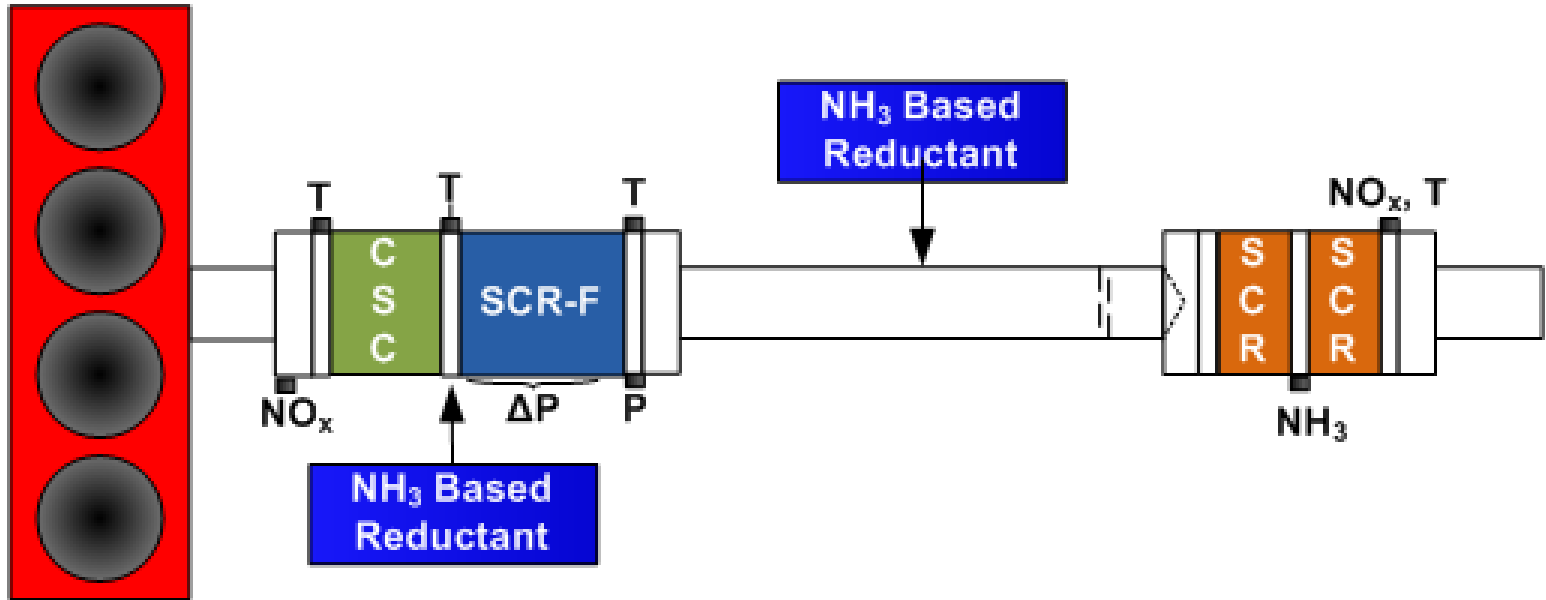 NH₃ Based
Reductant
T
T
T
NOₓ, T
C
S
C
SCR-F
S
C
R
S
C
R
NOₓ
ΔP
P
NH₃
NH₃ Based
Reductant